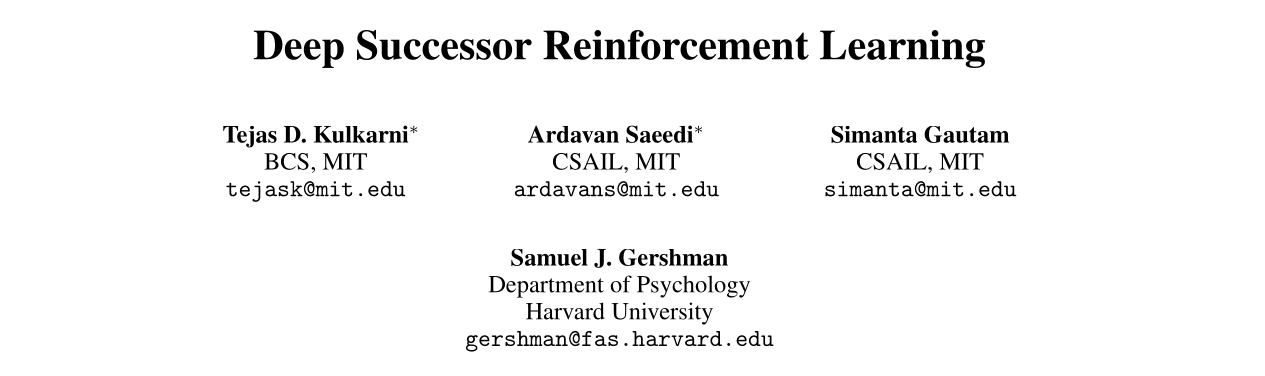 Deep Successor Reinforcement Learning
Tejas D. Kulkarni* Ardavan Saeedi* Simanta Gautam
BCS, MIT CSAIL, MIT CSAIL, MIT
tejask@mit.edu ardavans@mit.edu simanta@mit.edu
Samuel J. Gershman
Department of Psychology
Harvard University
gershman@fas.harvard.edu